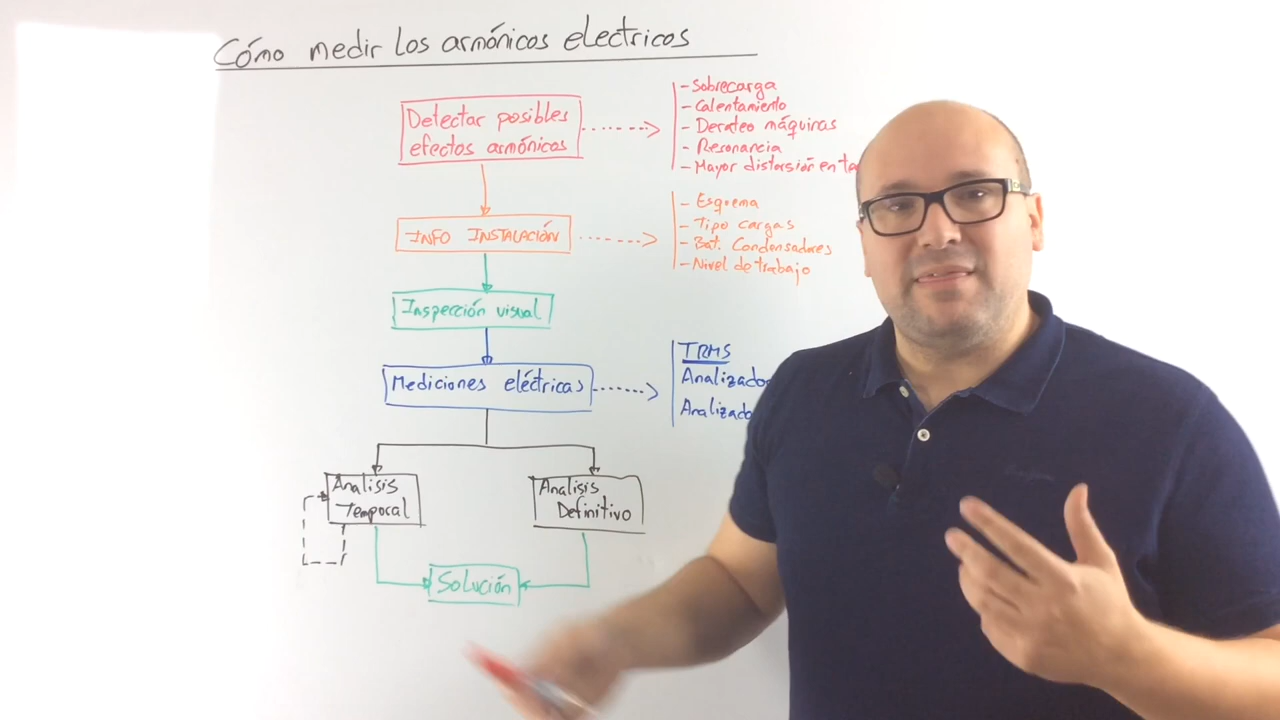 Cómo medir los armónicos electricos
Detectar posibles
efectos armónicos
- Sobrecarga
- Calentamiento
- Derateo máquinas
- Resonancia
- Mayor distorsión en
INFO INSTALACIÓN
- Esquema
- Tipo cargas
- Bat. Condensadores
- Nivel de trabajo
Inspección visual
Mediciones eléctricas
TRMS
Analizado
Analizado
Analisis
Temporal
Analisis
Definitivo
Solución